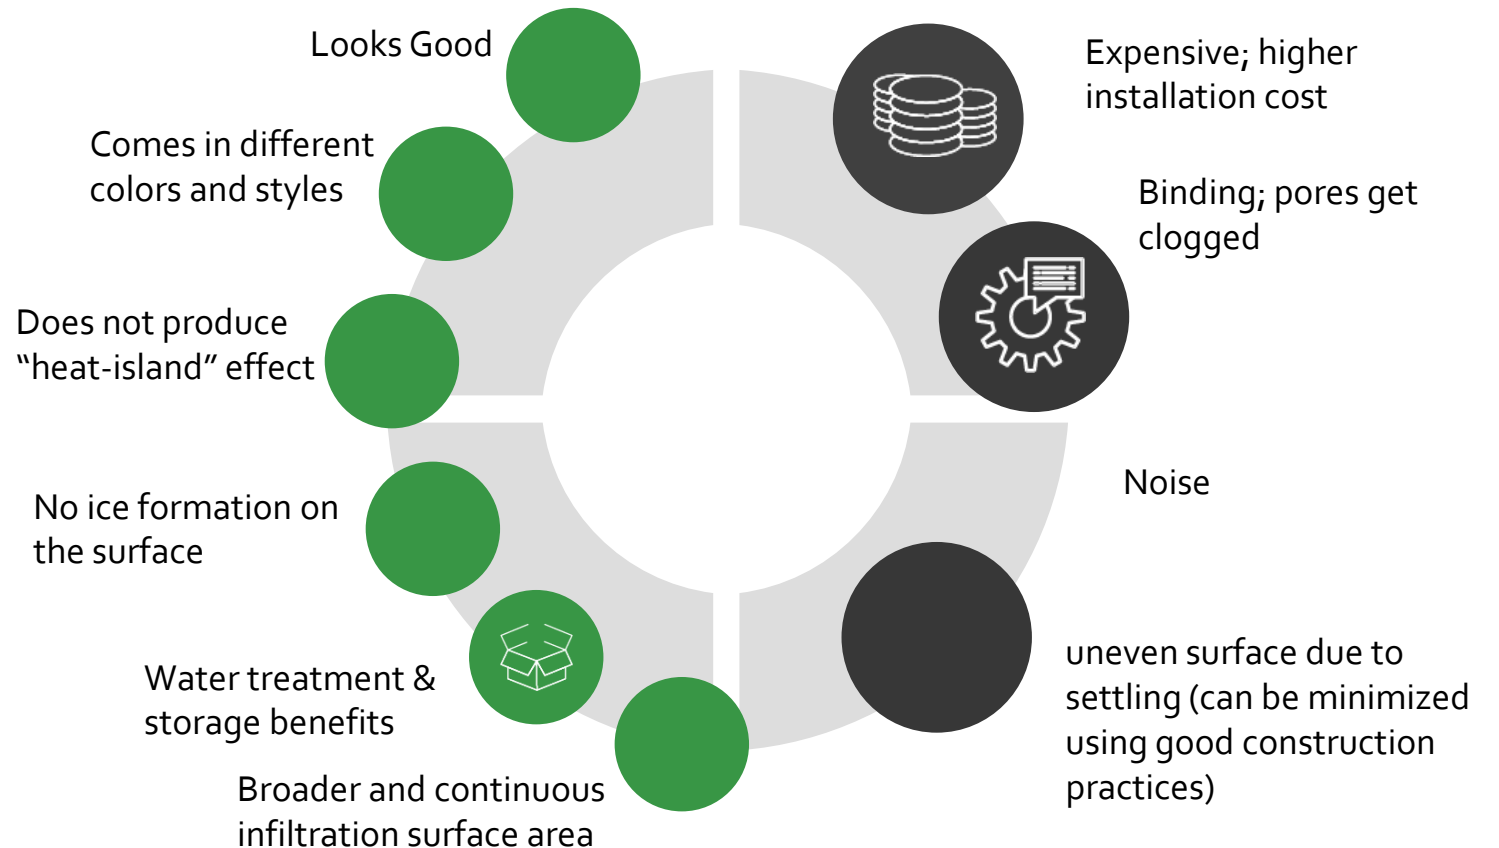 Looks Good
Comes in different
colors and styles
Does not produce
“heat-island” effect
No ice formation on
the surface
Water treatment &
storage benefits
Broader and continuous
infiltration surface area
Expensive; higher
installation cost
Binding; pores get
clogged
Noise
uneven surface due to
settling (can be minimized
using good construction
practices)